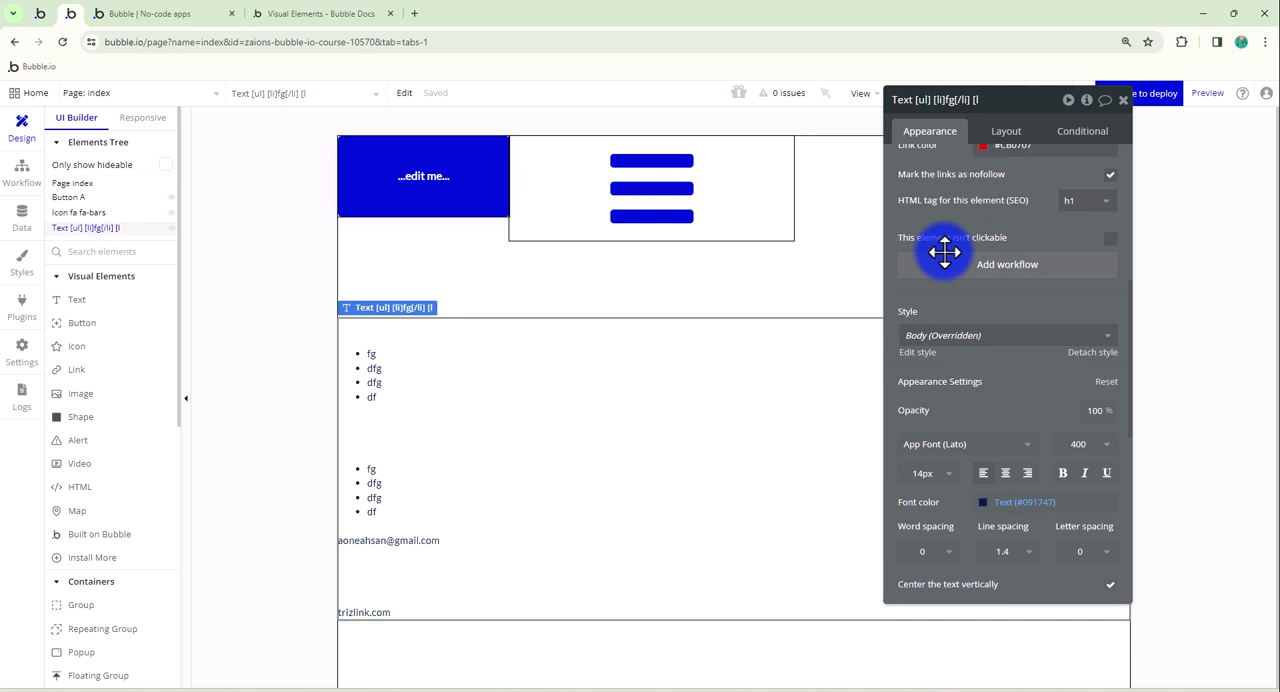 Bubble | No-code apps
Visual Elements - Bubble Docs
bubble.io/page?name=index&id=zaions-bubble-io-course-10570&tab=tabs-1
Bubble.io
Home
Page: index
Text [ul] [li]fg[/li] [l
Edit
Saved
0 issues
View
e to deploy
Preview
Design
Workflow
Data
Styles
Plugins
Settings
Logs
UI Builder
Responsive
Elements Tree
Only show hideable
Page index
Button A
Icon fa fa-bars
Text [ul] [li]fg[/li] [l
Search elements
Visual Elements
Text
Button
Icon
Link
Image
Shape
Alert
Video
HTML
Map
Built on Bubble
Install More
Containers
Group
Repeating Group
Popup
Floating Group
...edit me...
Text [ul] [li]fg[/li] [l
fg
dfg
dfg
df
fg
dfg
dfg
df
aoneahsan@gmail.com
trizlink.com
Text [ul] [li]fg[/li] [l
Appearance
Layout
Conditional
Link color
#CB0707
Mark the links as nofollow
HTML tag for this element (SEO)
h1
This element isn't clickable
Add workflow
Style
Body (Overridden)
Edit style
Detach style
Appearance Settings
Reset
Opacity
100 %
App Font (Lato)
400
14px
B I U
Font color
Text (#091747)
Word spacing
Line spacing
Letter spacing
0
1.4
0
Center the text vertically